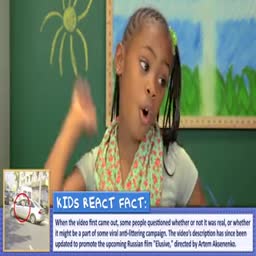 KIDS REACT FACT:
When the video first came out, some people questioned whether or not it was real, or whether
it might be a part of some viral anti-littering campaign. The video's description has since been
updated to promote the upcoming Russian film "Elusive," directed by Artem Aksenenko.